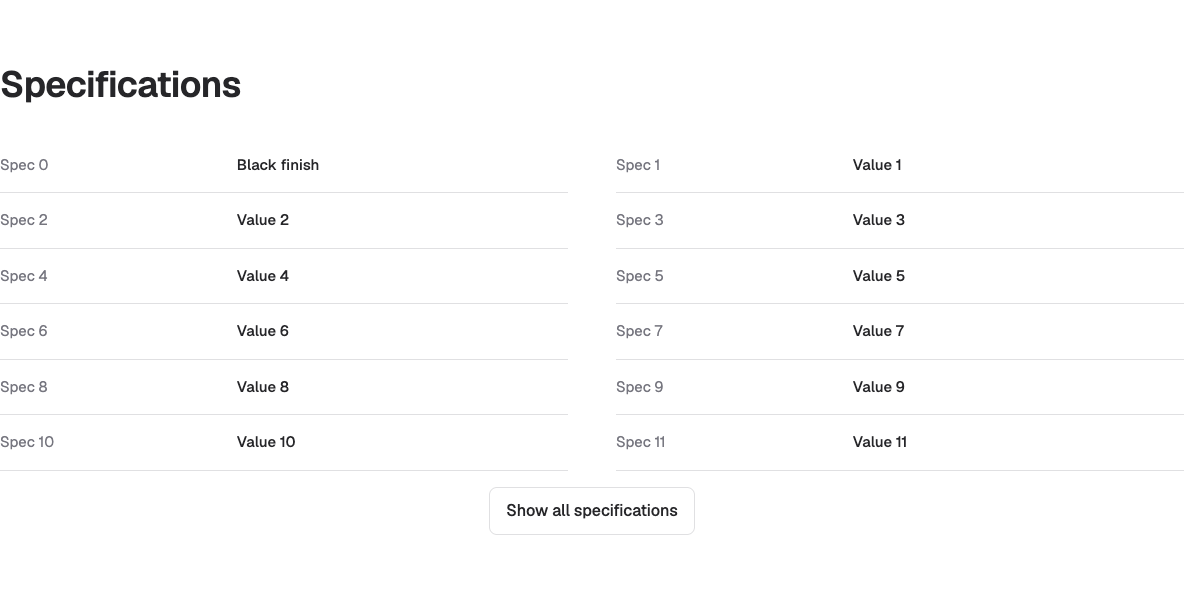 Specifications
Spec 0 Black finish Spec 1 Value 1
Spec 2 Value 2 Spec 3 Value 3
Spec 4 Value 4 Spec 5 Value 5
Spec 6 Value 6 Spec 7 Value 7
Spec 8 Value 8 Spec 9 Value 9
Spec 10 Value 10 Spec 11 Value 11
Show all specifications